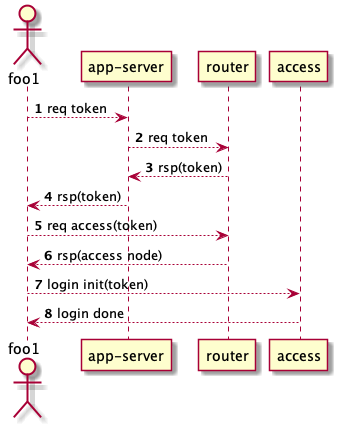 foo1
app-server
router
access
1 req token
2 req token
3 rsp(token)
4 rsp(token)
5 req access(token)
6 rsp(access node)
7 login init(token)
8 login done
foo1
app-server
router
access